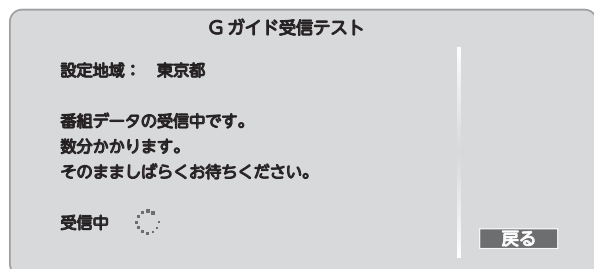 G ガイド受信テスト
設定地域： 東京都
番組データの受信中です。
数分かかります。
そのまましばらくお待ちください。
受信中
戻る